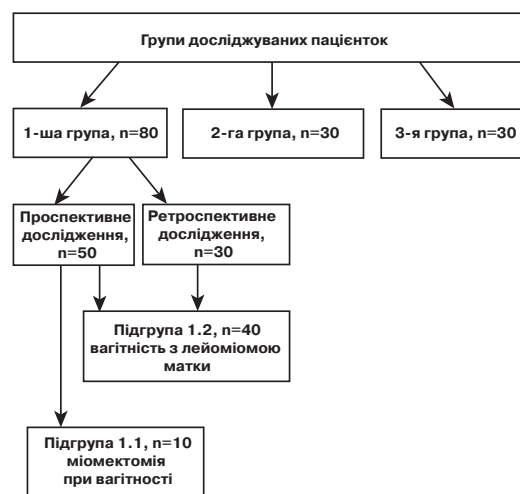 Групи досліджуваних пацієнток
1-ша група, n=80
2-га група, n=30
3-я група, n=30
Проспективне
дослідження,
n=50
Ретроспективне
дослідження,
n=30
Підгрупа 1.2, n=40
вагітність з лейоміомою
матки
Підгрупа 1.1, n=10
міомектомія
при вагітності